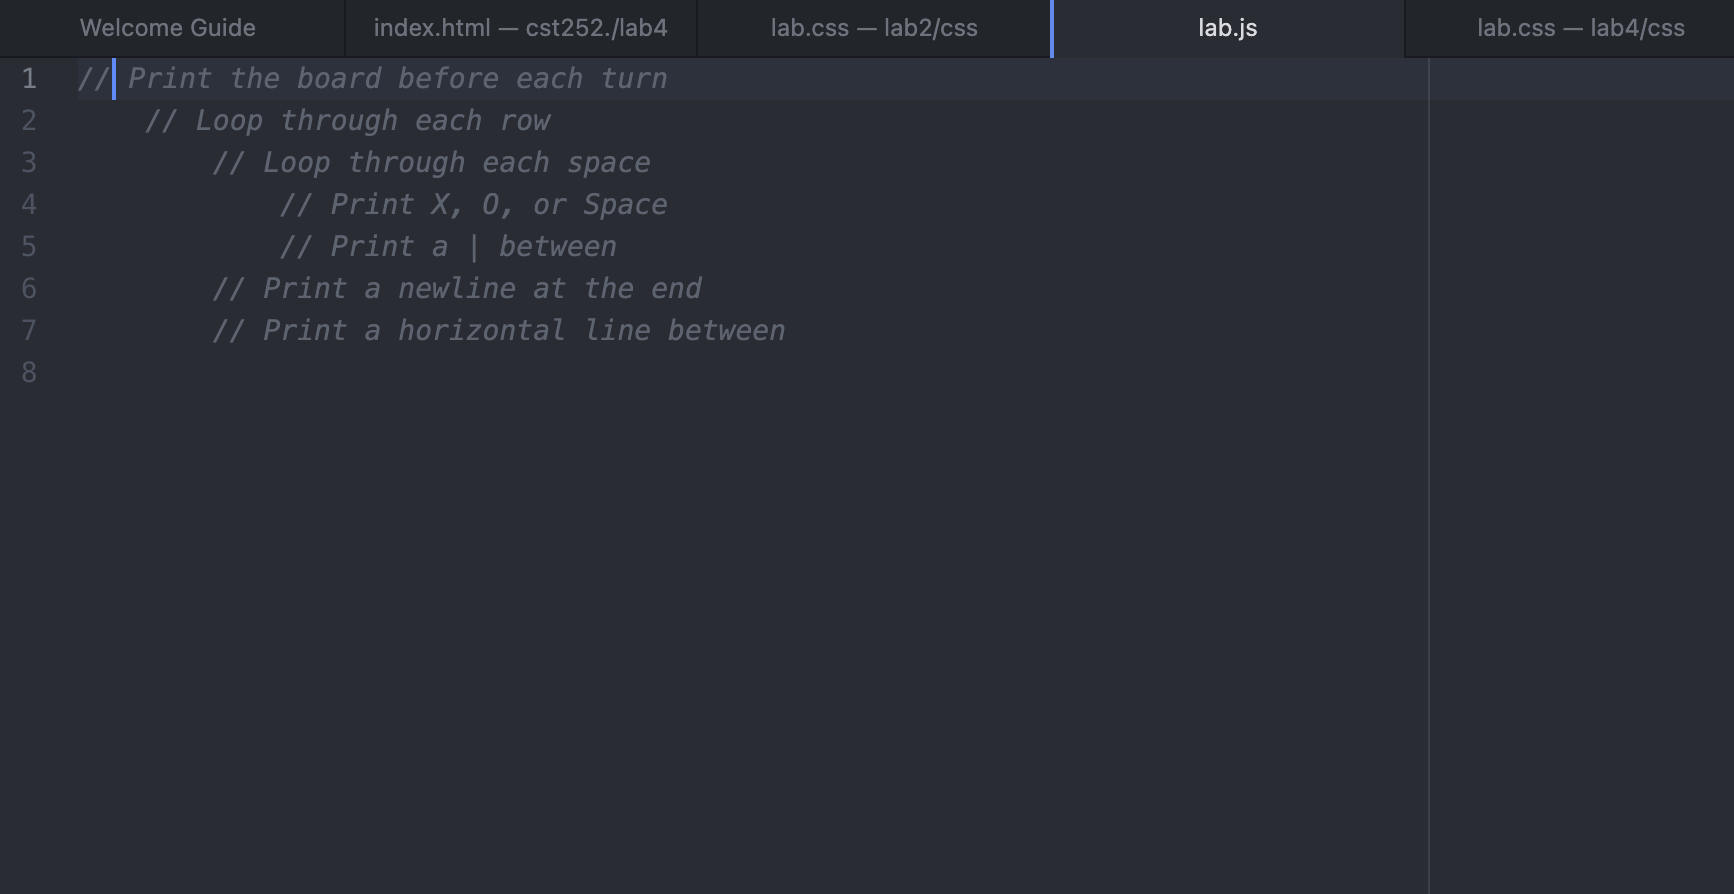 Welcome Guide
index.html — cst252./lab4
lab.css — lab2/css
lab.js
lab.css — lab4/css
1 // Print the board before each turn
2 // Loop through each row
3 // Loop through each space
4 // Print X, O, or Space
5 // Print a | between
6 // Print a newline at the end
7 // Print a horizontal line between
8